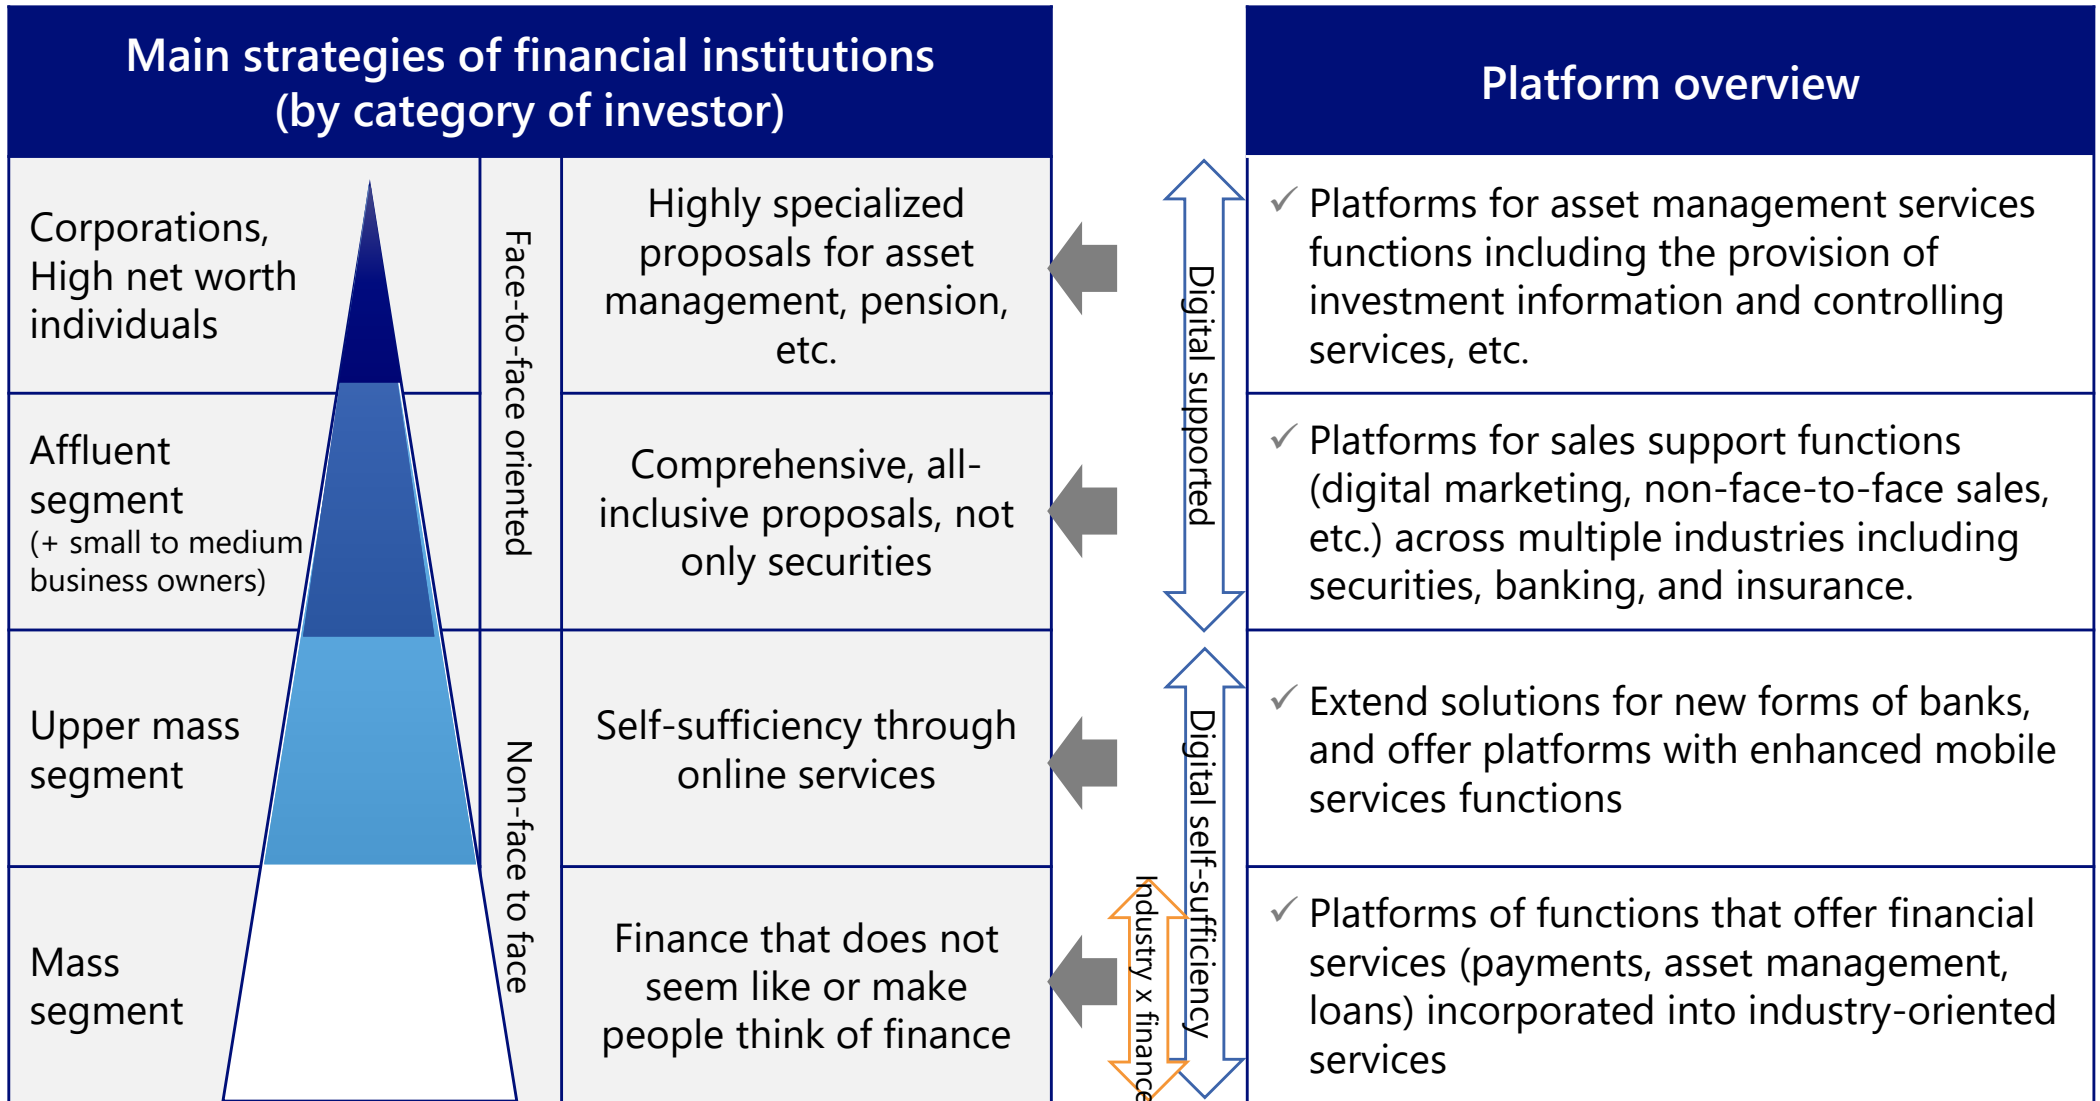 Main strategies of financial institutions
(by category of investor)
Platform overview
Corporations,
High net worth
individuals
Face-to-face oriented
Highly specialized
proposals for asset
management, pension,
etc.
Digital supported
✓ Platforms for asset management services
functions including the provision of
investment information and controlling
services, etc.
Affluent
segment
(+ small to medium
business owners)
Comprehensive, all-
inclusive proposals, not
only securities
✓ Platforms for sales support functions
(digital marketing, non-face-to-face sales,
etc.) across multiple industries including
securities, banking, and insurance.
Upper mass
segment
Non-face to face
Self-sufficiency through
online services
Digital self-sufficiency
✓ Extend solutions for new forms of banks,
and offer platforms with enhanced mobile
services functions
Mass
segment
Finance that does not
seem like or make
people think of finance
Industry x finance
✓ Platforms of functions that offer financial
services (payments, asset management,
loans) incorporated into industry-oriented
services